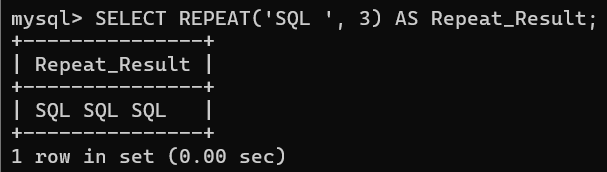 mysql> SELECT REPEAT('SQL ', 3) AS Repeat_Result;
+---------------+
| Repeat_Result |
+---------------+
| SQL SQL SQL   |
+---------------+
1 row in set (0.00 sec)